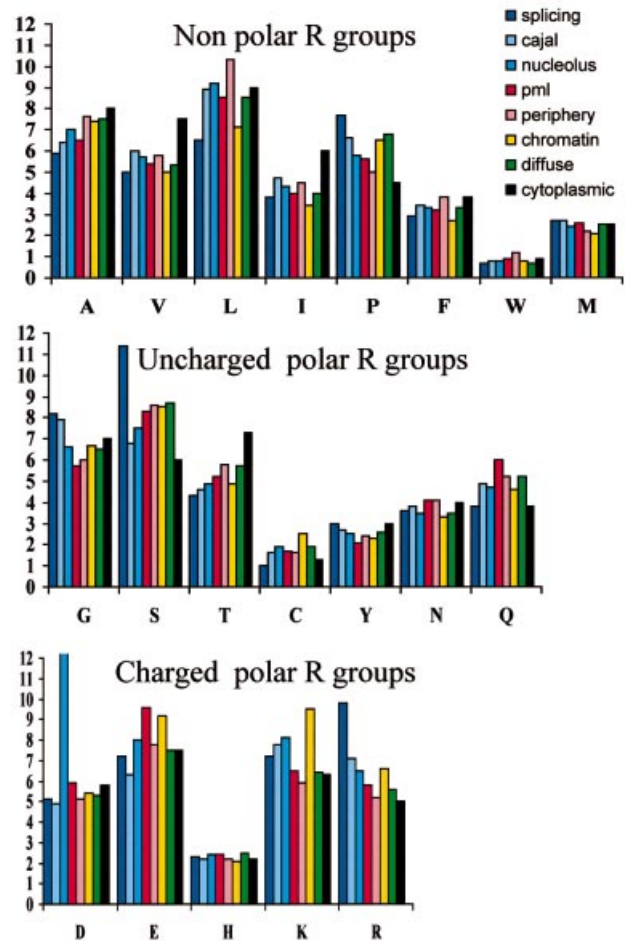 Non polar R groups
splicing
cajal
nucleolus
pml
periphery
chromatin
diffuse
cytoplasmic
12
11
10
9
8
7
6
5
4
3
2
1
0
A V L I P F W M
Uncharged polar R groups
12
11
10
9
8
7
6
5
4
3
2
1
0
G S T C Y N Q
Charged polar R groups
12
11
10
9
8
7
6
5
4
3
2
1
0
D E H K R